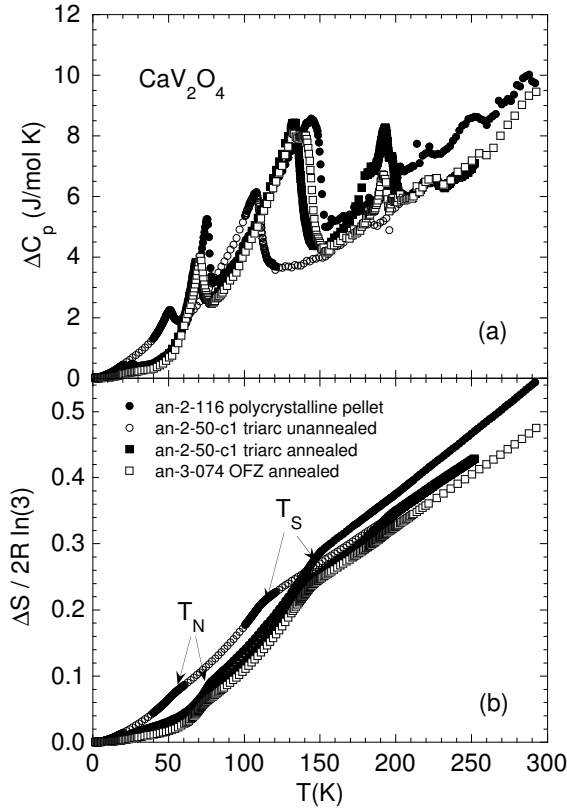 12
10
8
6
4
2
0
ΔC_p (J/mol K)
CaV₂O₄
(a)
an-2-116 polycrystalline pellet
an-2-50-c1 triarc unannealed
an-2-50-c1 triarc annealed
an-3-074 OFZ annealed
0.5
0.4
0.3
0.2
0.1
0.0
ΔS / 2R ln(3)
T_S
T_N
(b)
0 50 100 150 200 250 300
T(K)